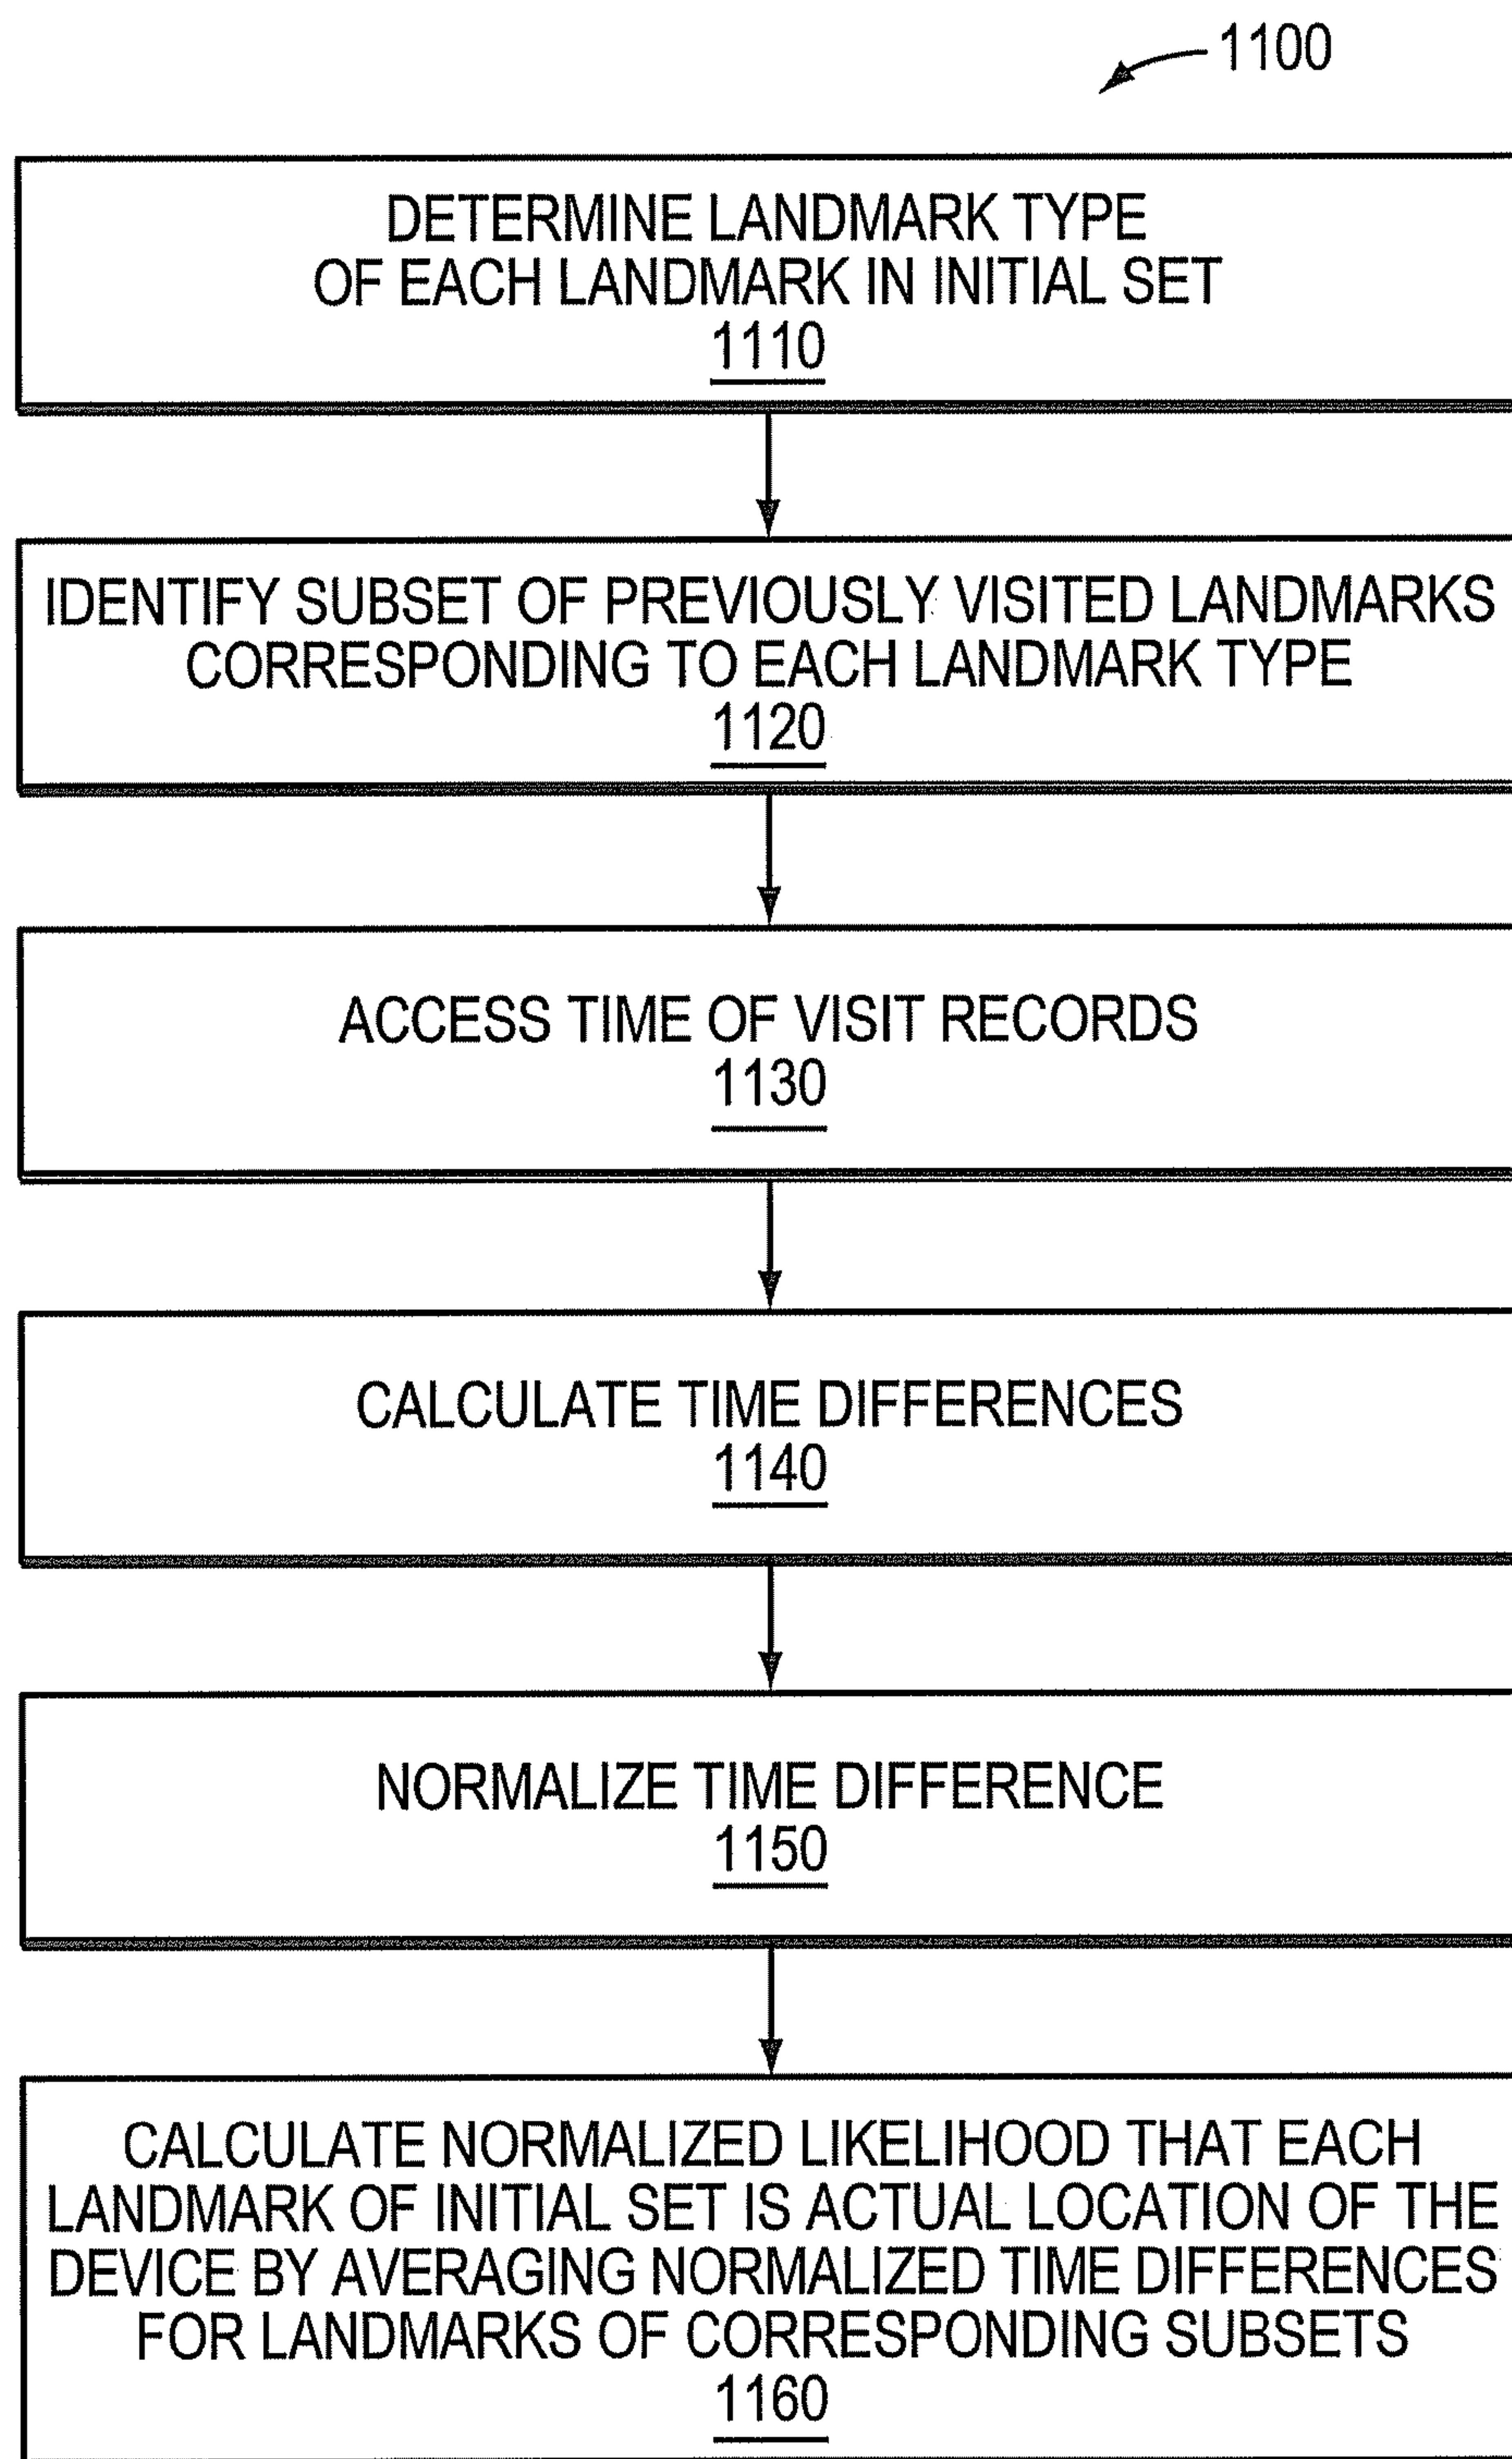 1100
DETERMINE LANDMARK TYPE
OF EACH LANDMARK IN INITIAL SET
1110
IDENTIFY SUBSET OF PREVIOUSLY VISITED LANDMARKS
CORRESPONDING TO EACH LANDMARK TYPE
1120
ACCESS TIME OF VISIT RECORDS
1130
CALCULATE TIME DIFFERENCES
1140
NORMALIZE TIME DIFFERENCE
1150
CALCULATE NORMALIZED LIKELIHOOD THAT EACH
LANDMARK OF INITIAL SET IS ACTUAL LOCATION OF THE
DEVICE BY AVERAGING NORMALIZED TIME DIFFERENCES
FOR LANDMARKS OF CORRESPONDING SUBSETS
1160